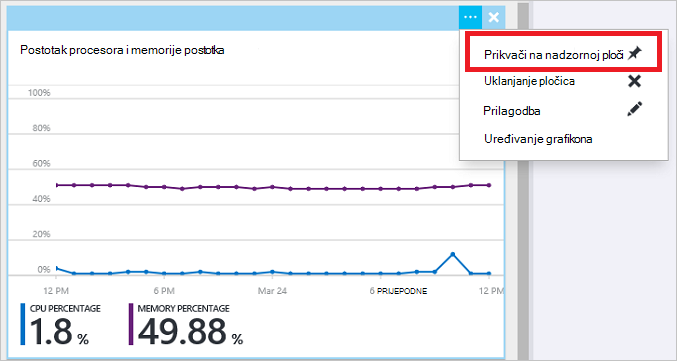 Postotak procesora i memorije postotka
Prikvači na nadzornoj ploči
Uklanjanje pločica
Prilagodba
Uređivanje grafikona
100%
80%
60%
40%
20%
0%
12 PM 6 PM Mar 24 6 PRIJEPODNE 12 PM
CPU PERCENTAGE MEMORY PERCENTAGE
1.8 % 49.88 %